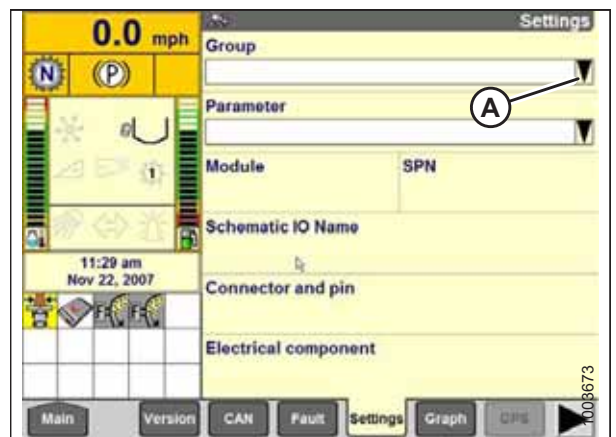 0.0 mph
Settings
Group
N
(P)
A
Parameter
Module
SPN
1
Schematic IO Name
11:29 am
Nov 22, 2007
Connector and pin
F
F
Electrical component
1003673
Main
Version
CAN
Fault
Settings
Graph
GPS